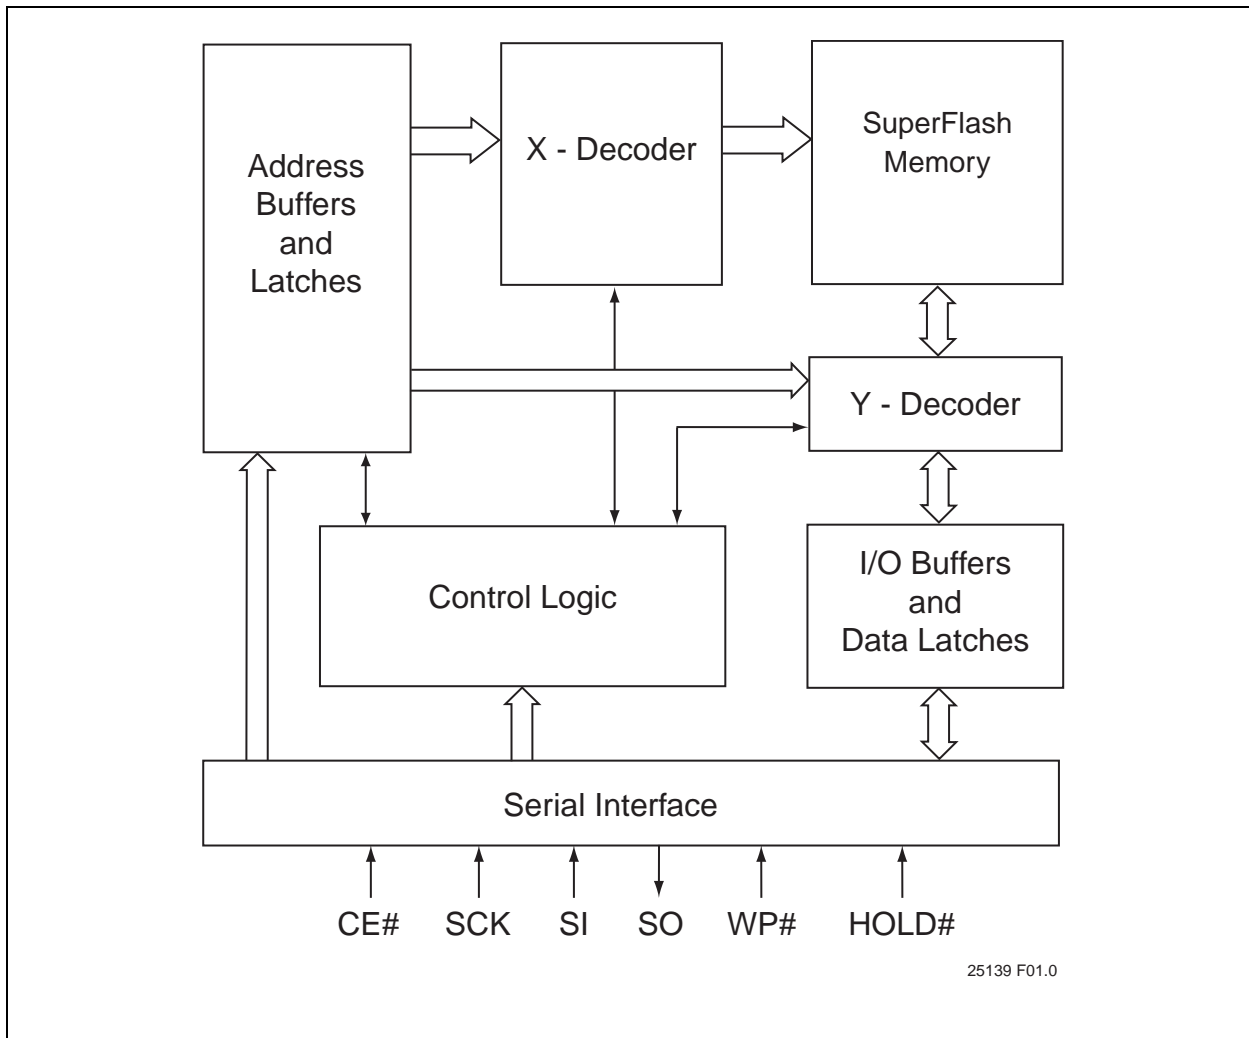 Address
Buffers
and
Latches
X - Decoder
SuperFlash
Memory
Y - Decoder
Control Logic
I/O Buffers
and
Data Latches
Serial Interface
CE# SCK SI SO WP# HOLD#
25139 F01.0